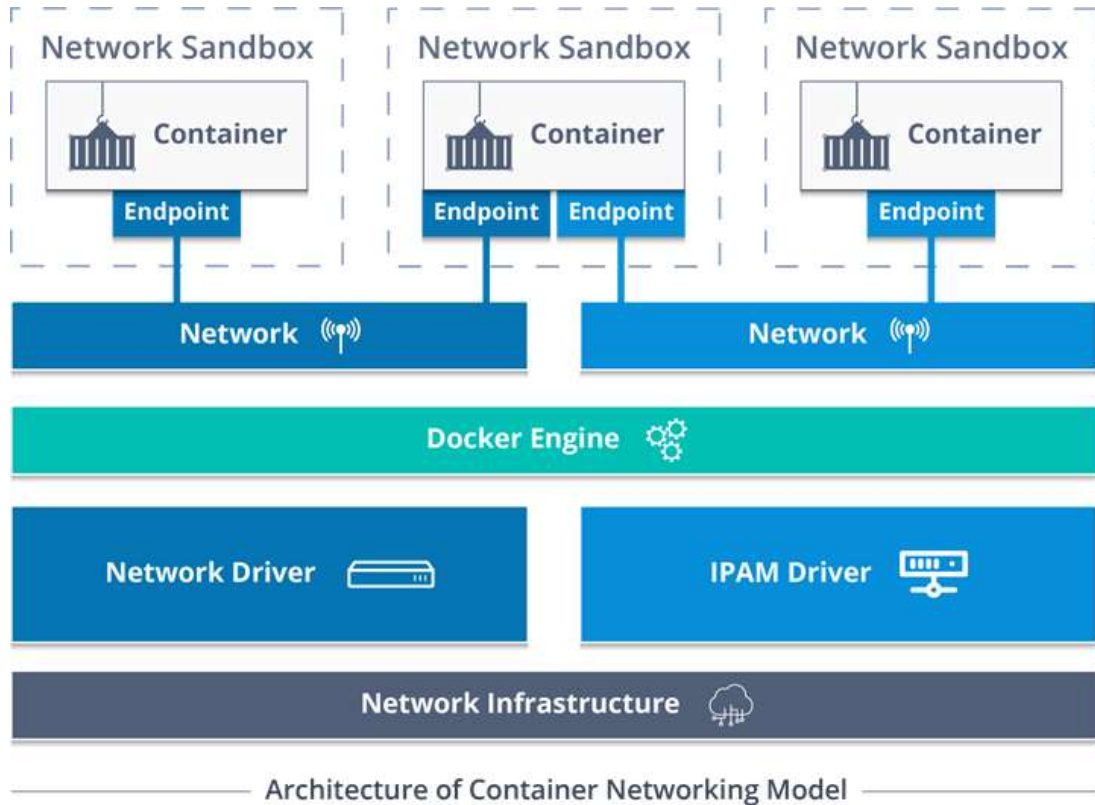 Network Sandbox
Network Sandbox
Network Sandbox
Container
Container
Container
Endpoint
Endpoint
Endpoint
Endpoint
Network
Network
Docker Engine
Network Driver
IPAM Driver
Network Infrastructure
Architecture of Container Networking Model